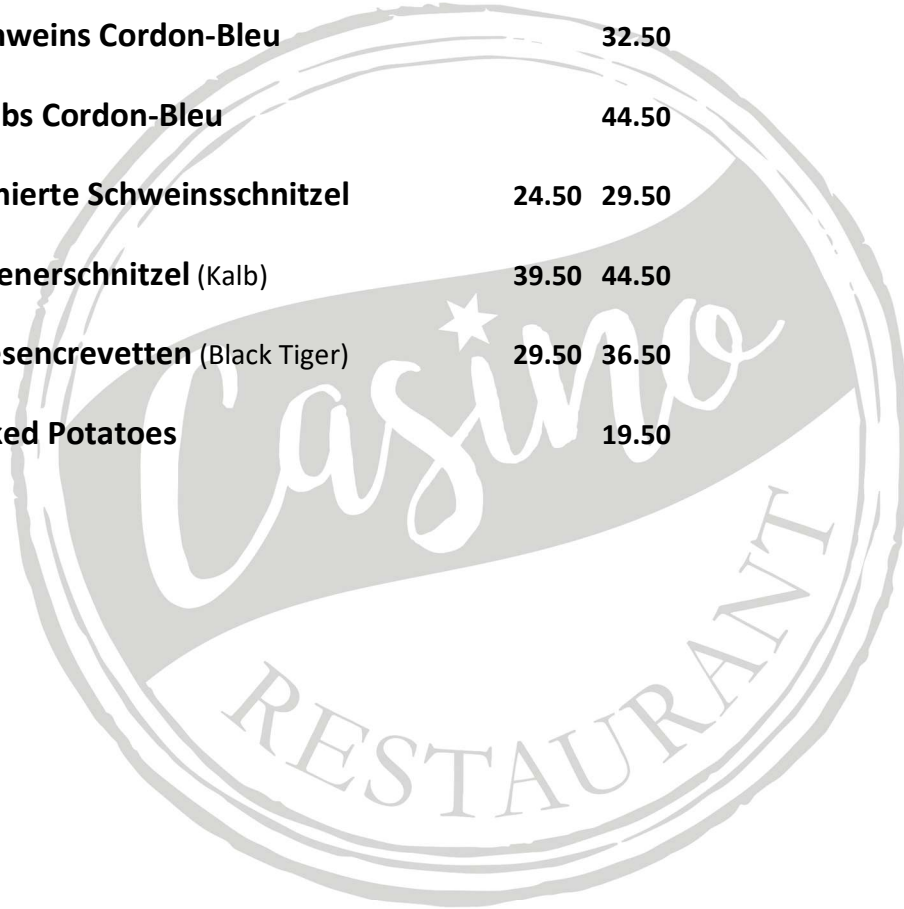 hweins Cordon-Bleu 32.50
bs Cordon-Bleu 44.50
nierte Schweinsschnitzel 24.50 29.50
enerschnitzel (Kalb) 39.50 44.50
esencrevetten (Black Tiger) 29.50 36.50
ked Potatoes 19.50
Casino
RESTAURANT